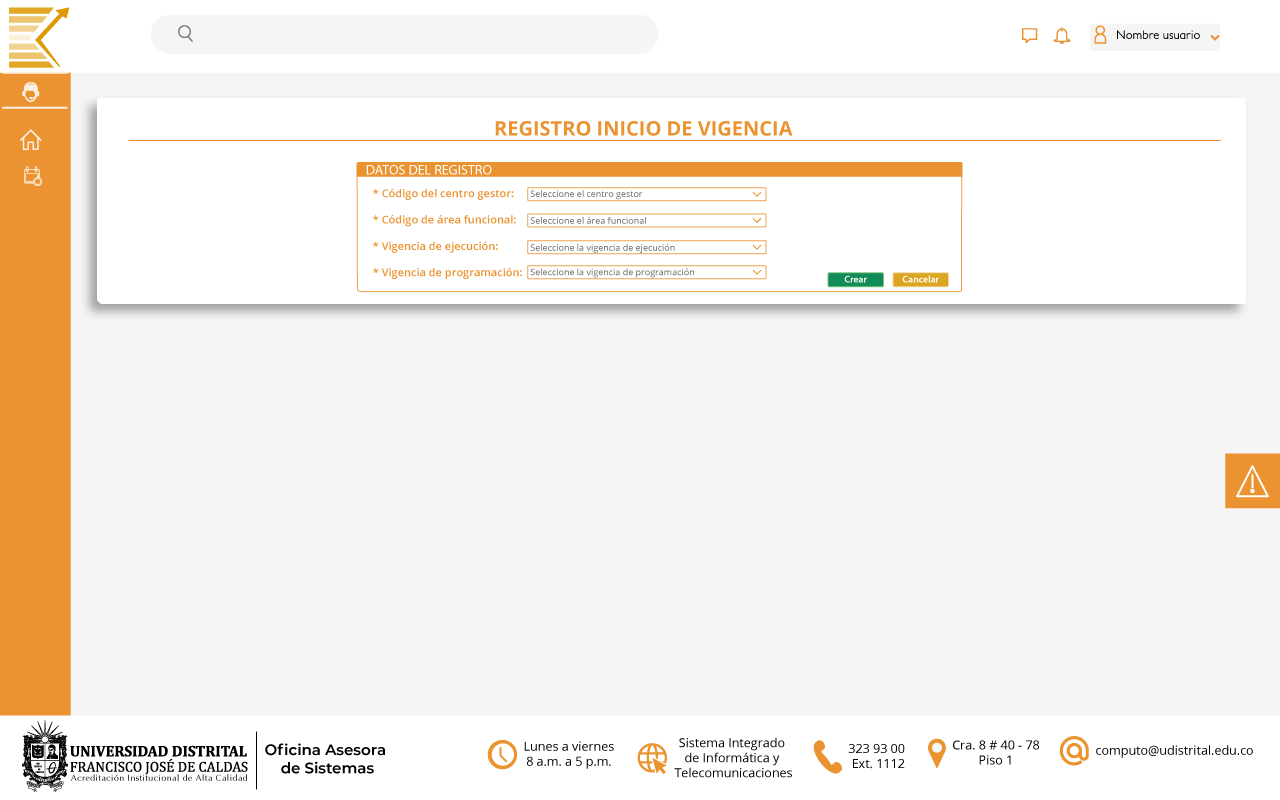 Nombre usuario
REGISTRO INICIO DE VIGENCIA
DATOS DEL REGISTRO
* Código del centro gestor: Seleccione el centro gestor
* Código de área funcional: Seleccione el área funcional
* Vigencia de ejecución: Seleccione la vigencia de ejecución
* Vigencia de programación: Seleccione la vigencia de programación
Crear Cancelar
UNIVERSIDAD DISTRITAL
FRANCISCO JOSÉ DE CALDAS
Acreditación Institucional de Alta Calidad
Oficina Asesora
de Sistemas
Lunes a viernes
8 a.m. a 5 p.m.
Sistema Integrado
de Informática y
Telecomunicaciones
323 93 00
Ext. 1112
Cra. 8 # 40 - 78
Piso 1
computo@udistrital.edu.co